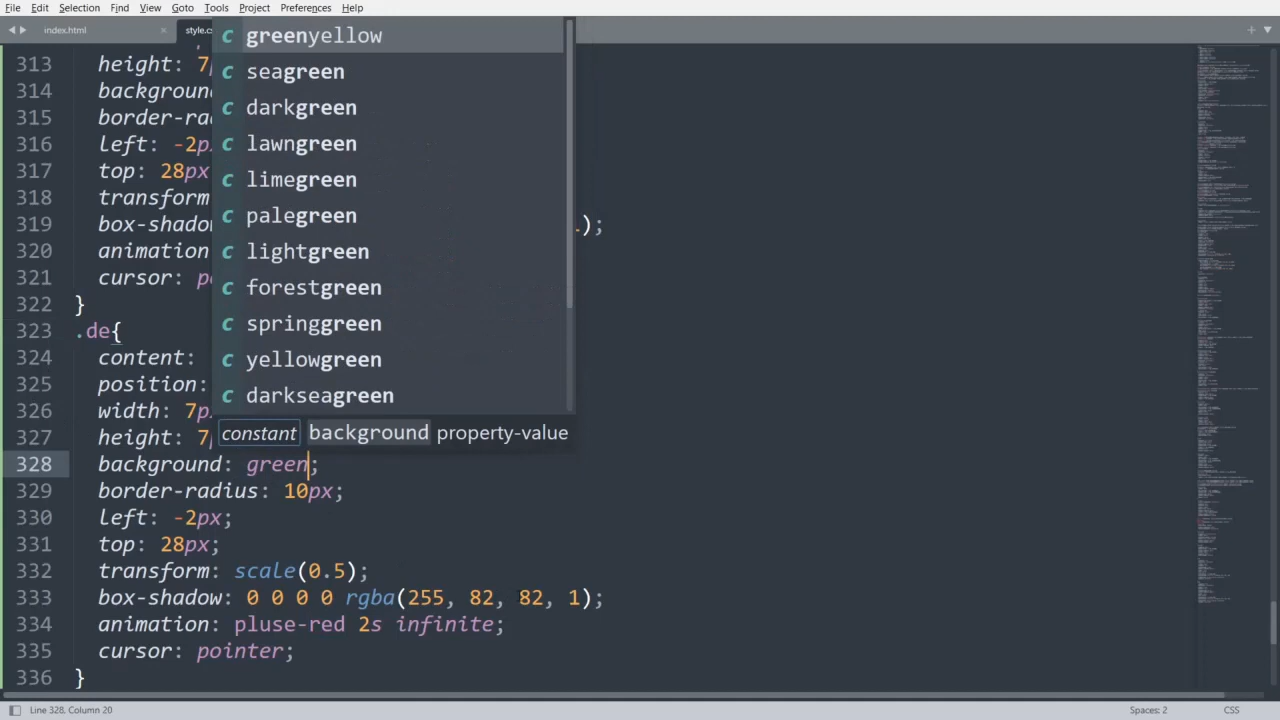 File Edit Selection Find View Goto Tools Project Preferences Help
index.html × style.cs
greenyellow
seagreen
darkgreen
lawngreen
limegreen
palegreen
forestgreen
springgreen
yellowgreen
darkseagreen
constant property-value
313 height: 7
314 background
315 border-ra
316 left: -2p
317 top: 28px
318 transform
319 box-shadow );
320 animation
321 cursor: p
322 }
323 .de{
324 content:
325 position:
326 width: 7p
327 height: 7
328 background: green;
329 border-radius: 10px;
330 left: -2px;
331 top: 28px;
332 transform: scale(0.);
333 box-shadow: 0 0 0 0 rgba(255, 82, 82, 1);
334 animation: pluse-red 2s infinite;
335 cursor: pointer;
336 }
Line 328, Column 20 Spaces: 2 CSS